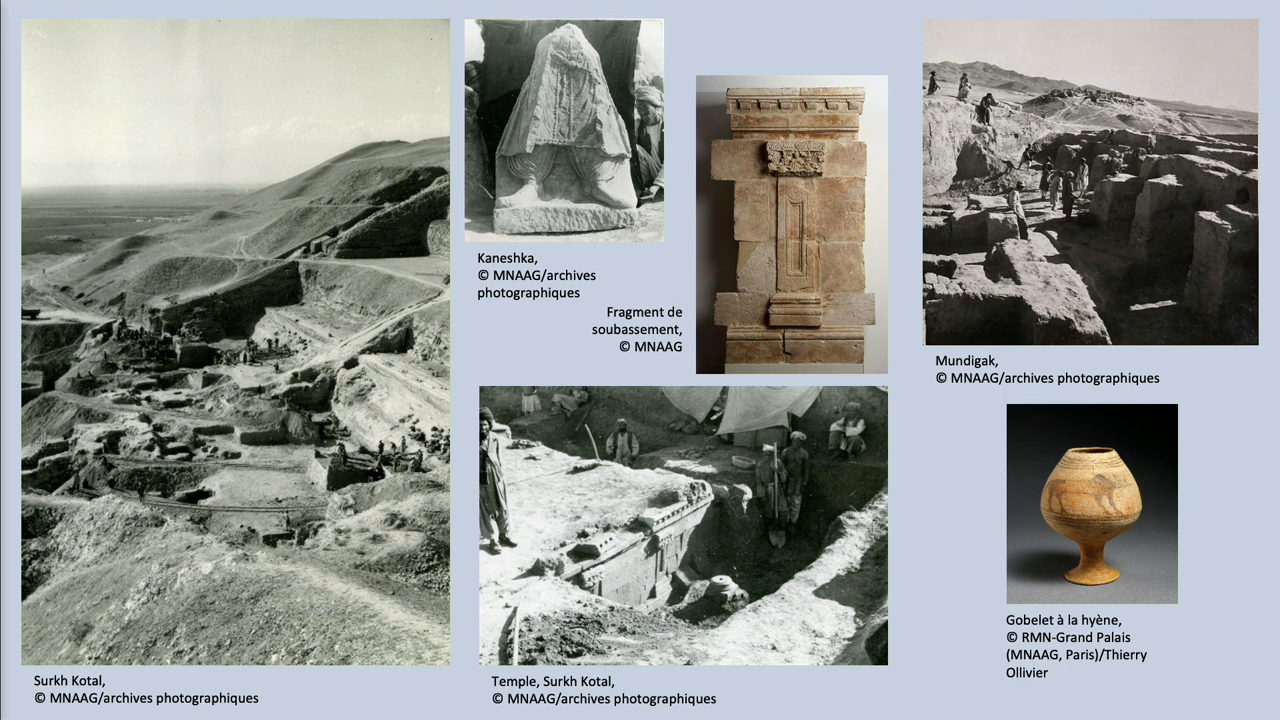 Kaneshka,
© MNAAG/archives
photographiques
Fragment de
soubassement,
© MNAAG
Mundigak,
© MNAAG/archives photographiques
Gobelet à la hyène,
© RMN-Grand Palais
(MNAAG, Paris)/Thierry
Ollivier
Surkh Kotal,
© MNAAG/archives photographiques
Temple, Surkh Kotal,
© MNAAG/archives photographiques